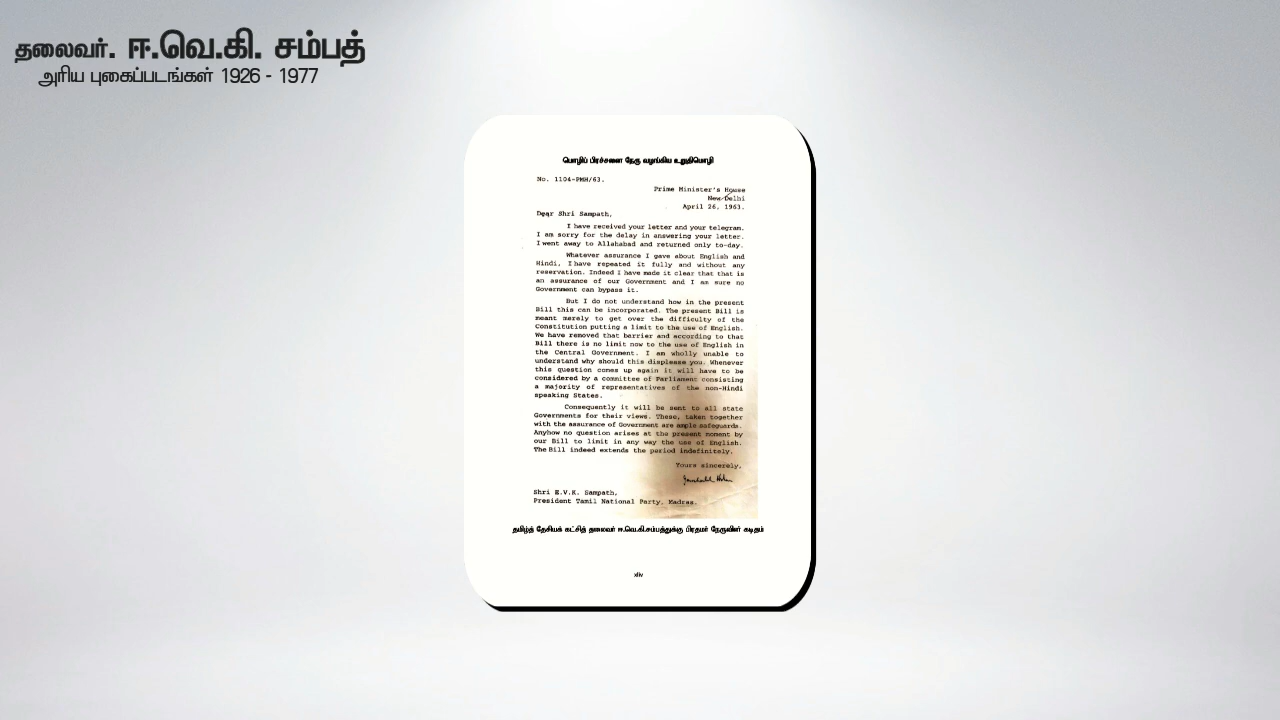 தலைவர். ஈ.வெ.கி. சம்பத்
அரிய புகைப்படங்கள் 1926 - 1977
மொழிப் பிரச்சனை நேரு வழங்கிய உறுதிமொழி
No. 1104-PMH/63.
Prime Minister's House
New Delhi
April 26, 1963.
Dear Shri Sampath,
I have received your letter and your telegram.
I am sorry for the delay in answering your letter.
I went away to Allahabad and returned only to-day.
Whatever assurance I gave about English and
Hindi, I have repeated it fully and without any
reservation. Indeed I have made it clear that that is
an assurance of our Government and I am sure no
Government can bypass it.
But I do not understand how in the present
Bill this can be incorporated. The present Bill is
meant merely to get over the difficulty of the
Constitution putting a limit to the use of English.
We have removed that barrier and according to that
Bill there is no limit now to the use of English in
the Central Government. I am wholly unable to
understand why should this displease you. Whenever
this question comes up again it will have to be
considered by a committee of Parliament consisting
a majority of representatives of the non-Hindi
speaking States.
Consequently it will be sent to all state
Governments for their views. These, taken together
with the assurance of Government are ample safeguards.
Anyhow no question arises at the present moment by
our Bill to limit in any way the use of English.
The Bill indeed extends the period indefinitely.
Yours sincerely,
Jawaharlal Nehru
Shri E.V.K. Sampath,
President Tamil National Party, Madras.
தமிழ்த் தேசியக் கட்சித் தலைவர் ஈ.வெ.கி.சம்பத்துக்கு பிரதமர் நேருவின் கடிதம்
xliv